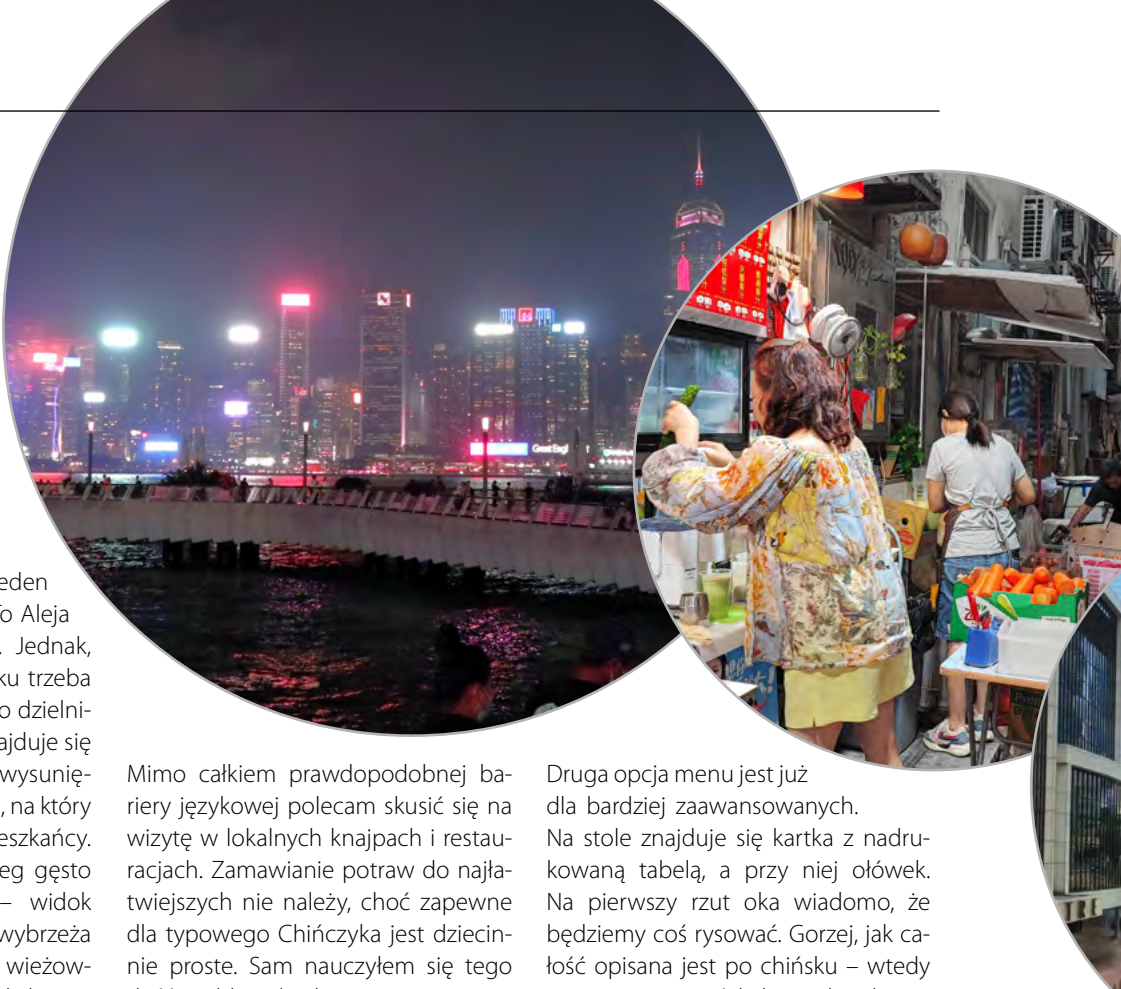 eden
o Aleja
. Jednak,
ku trzeba
o dzielni-
ajduje się
wysunię-
, na który
eszkańcy.
eg gęsto
– widok
wybrzeża
wieżow-
Mimo całkiem prawdopodobnej ba-
riery językowej polecam skusić się na
wizytę w lokalnych knajpach i restau-
racjach. Zamawianie potraw do najła-
twiejszych nie należy, choć zapewne
dla typowego Chińczyka jest dziecin-
nie proste. Sam nauczyłem się tego
Druga opcja menu jest już
dla bardziej zaawansowanych.
Na stole znajduje się kartka z nadru-
kowaną tabelą, a przy niej ołówek.
Na pierwszy rzut oka wiadomo, że
będziemy coś rysować. Gorzej, jak ca-
łość opisana jest po chińsku – wtedy